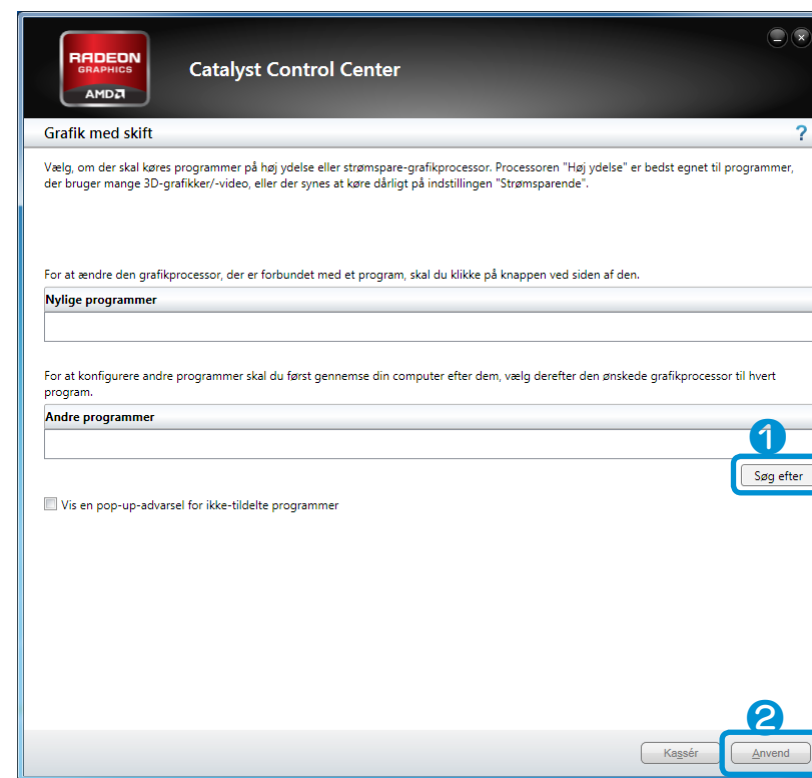 RADEON
GRAPHICS
AMD
Catalyst Control Center
Grafik med skift
?
Vælg, om der skal køres programmer på høj ydelse eller strømspare-grafikprocessor. Processoren "Høj ydelse" er bedst egnet til programmer,
der bruger mange 3D-grafikker/-video, eller der synes at køre dårligt på indstillingen "Strømsparende".
For at ændre den grafikprocessor, der er forbundet med et program, skal du klikke på knappen ved siden af den.
Nylige programmer
For at konfigurere andre programmer skal du først gennemse din computer efter dem, vælg derefter den ønskede grafikprocessor til hvert
program.
Andre programmer
1
Søg efter
Vis en pop-up-advarsel for ikke-tildelte programmer
2
Kassér
Anvend